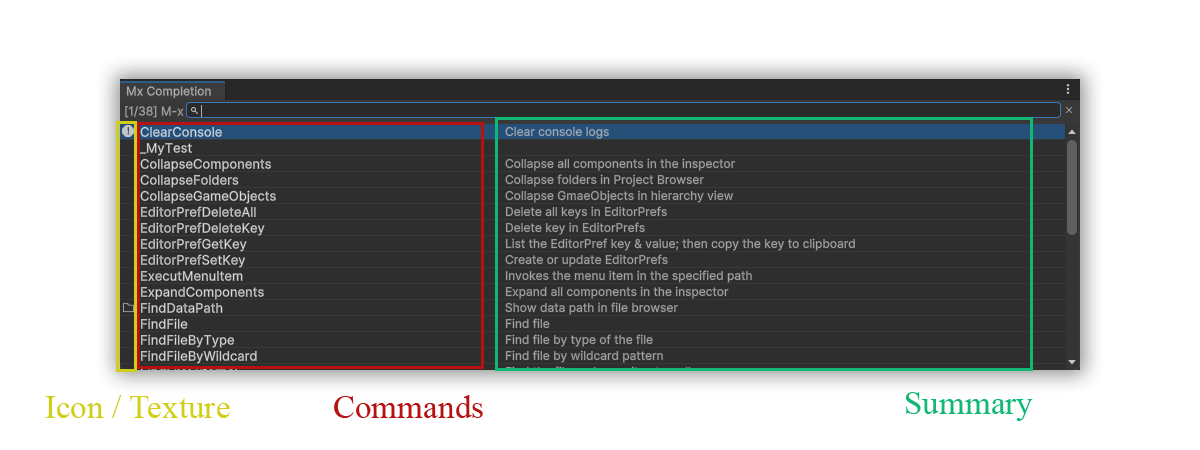 Mx Completion
[1/38] M-x
ClearConsole Clear console logs
_MyTest
CollapseComponents Collapse all components in the inspector
CollapseFolders Collapse folders in Project Browser
CollapseGameObjects Collapse GmaeObjects in hierarchy view
EditorPrefDeleteAll Delete all keys in EditorPrefs
EditorPrefDeleteKey Delete key in EditorPrefs
EditorPrefGetKey List the EditorPref key & value; then copy the key to clipboard
EditorPrefSetKey Create or update EditorPrefs
ExecutMenuItem Invokes the menu item in the specified path
ExpandComponents Expand all components in the inspector
FindDataPath Show data path in file browser
FindFile Find file
FindFileByType Find file by type of the file
FindFileByWildcard Find file by wildcard pattern
Icon / Texture Commands Summary